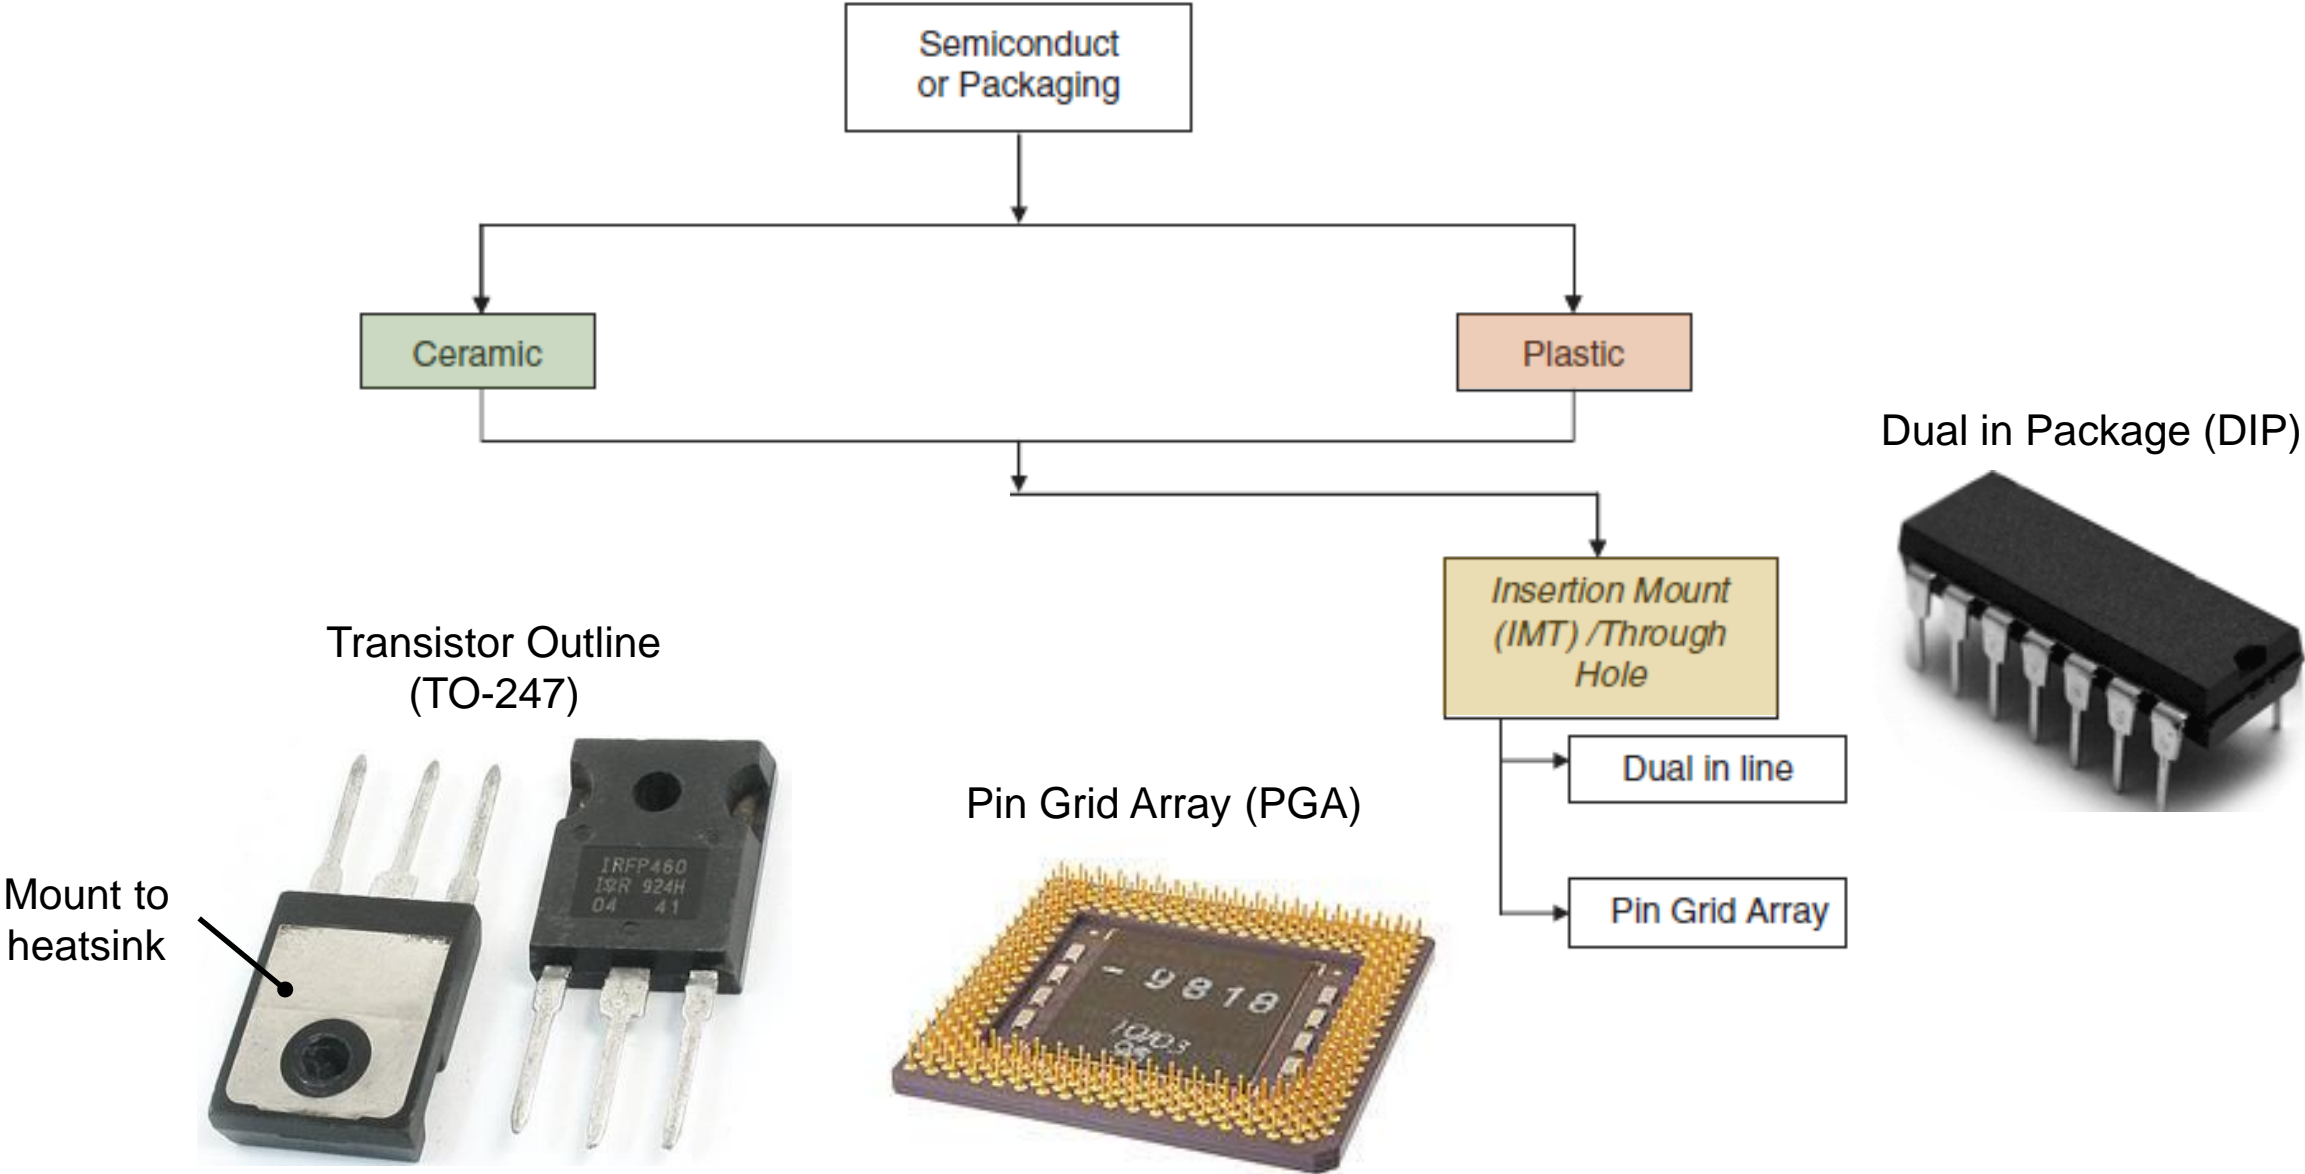 Semiconduct
or Packaging
Ceramic
Plastic
Dual in Package (DIP)
Insertion Mount
(IMT) /Through
Hole
Transistor Outline
(TO-247)
Dual in line
Pin Grid Array (PGA)
Pin Grid Array
Mount to
heatsink
IRFP460
924H
04 41
- 9818